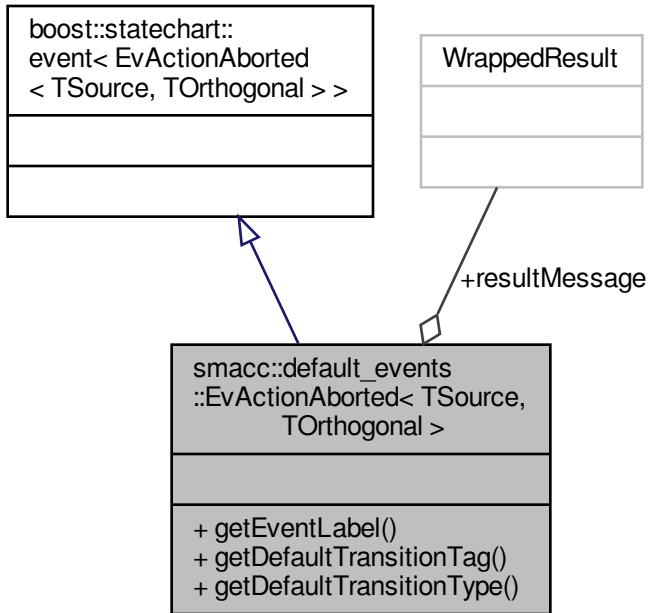 boost::statechart::
event< EvActionAborted
< TSource, TOrthogonal > >
WrappedResult
+resultMessage
smacc::default_events
::EvActionAborted< TSource,
TOrthogonal >
+ getEventLabel()
+ getDefaultTransitionTag()
+ getDefaultTransitionType()